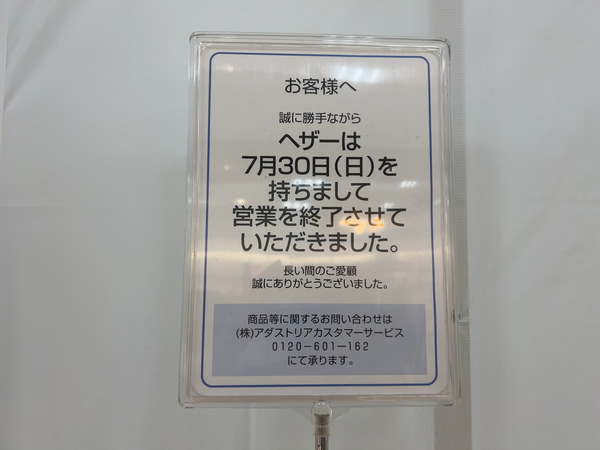 お客様へ
誠に勝手ながら
ヘザーは
7月30日(日)を
持ちまして
営業を終了させて
いただきました。
長い間のご愛顧
誠にありがとうございました。
商品等に関するお問い合わせは
(株)アダストリアカスタマーサービス
0120-601-162
にて承ります。